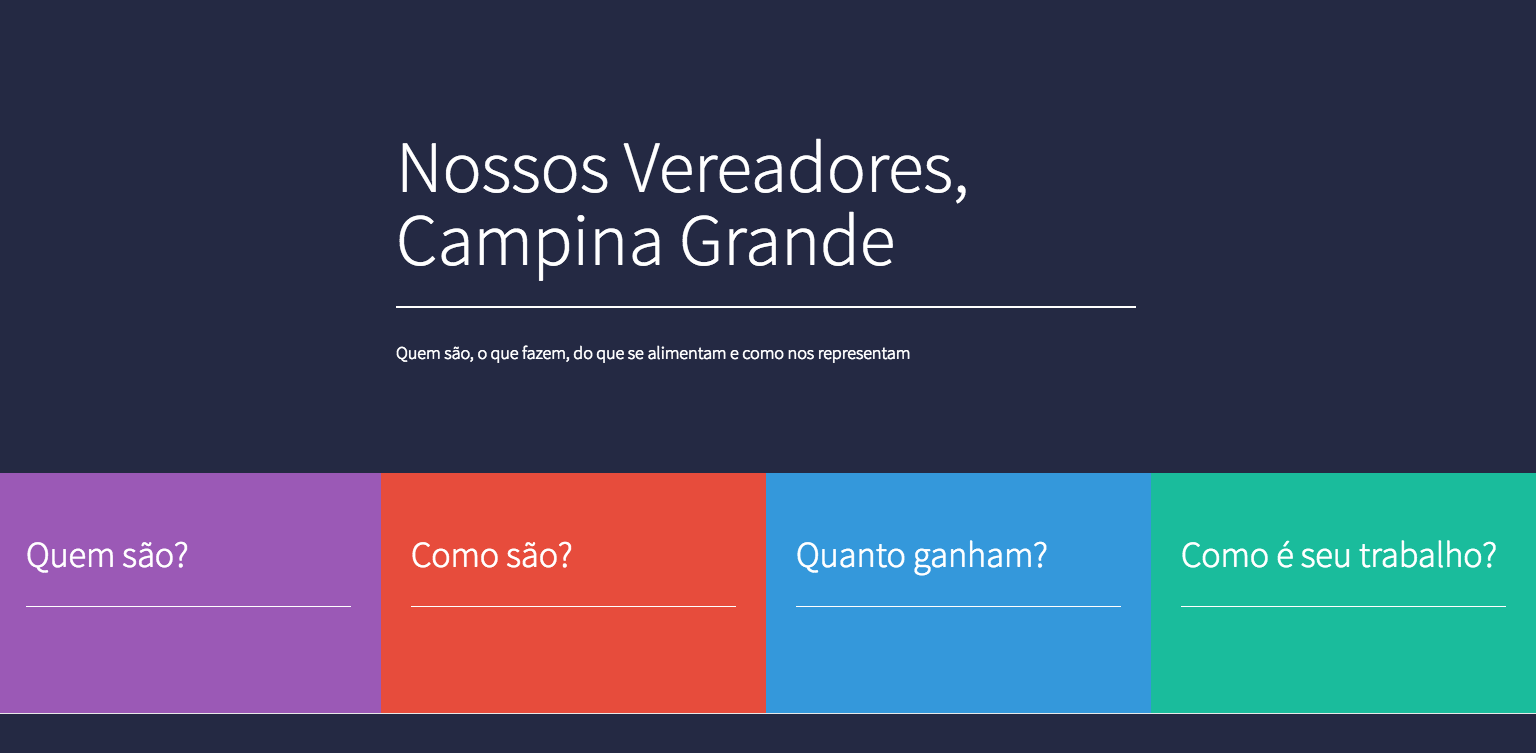 Nossos Vereadores,
Campina Grande
Quem são, o que fazem, do que se alimentam e como nos representam
Quem são?
Como são?
Quanto ganham?
Como é seu trabalho?